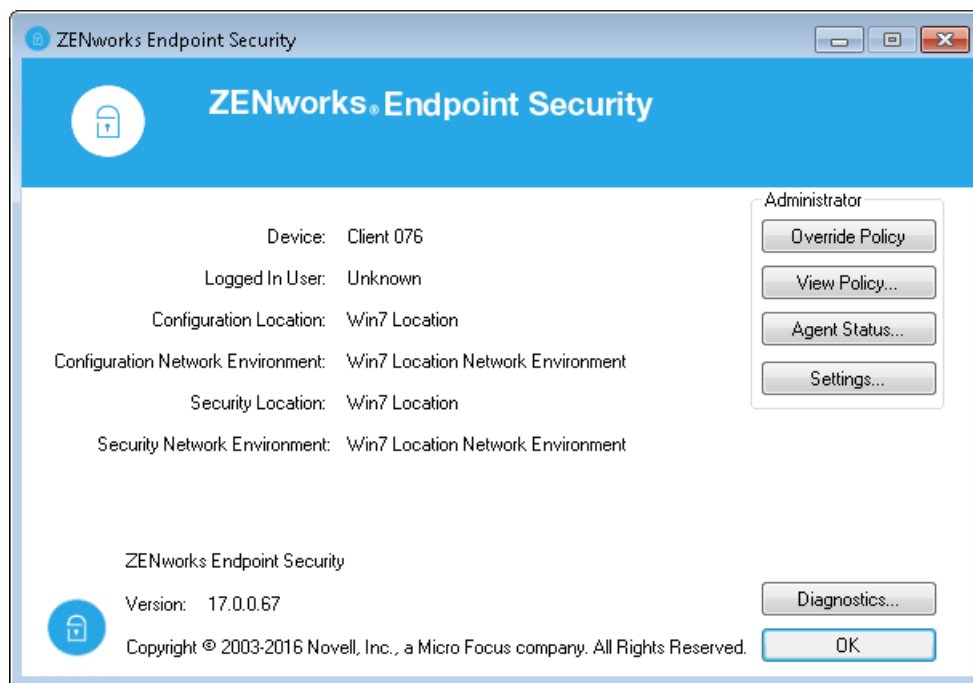 ZENworks Endpoint Security
ZENworks® Endpoint Security
Administrator
Device: Client 076
Override Policy
Logged In User: Unknown
View Policy...
Configuration Location: Win7 Location
Agent Status...
Configuration Network Environment: Win7 Location Network Environment
Settings...
Security Location: Win7 Location
Security Network Environment: Win7 Location Network Environment
ZENworks Endpoint Security
Version: 17.0.0.67
Diagnostics...
Copyright © 2003-2016 Novell, Inc., a Micro Focus company. All Rights Reserved.
OK